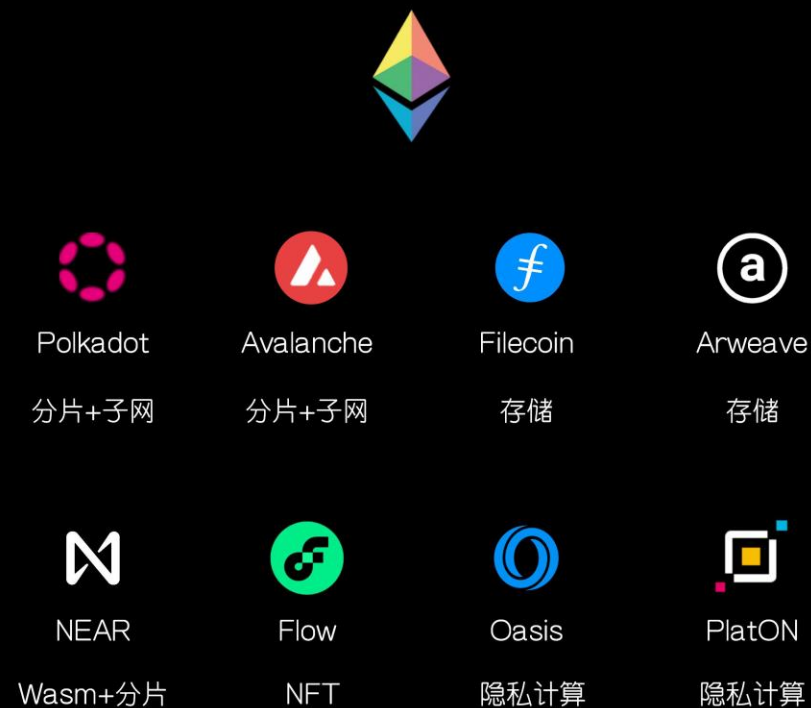 Polkadot Avalanche Filecoin Arweave
分片+子网 分片+子网 存储 存储
NEAR Flow Oasis PlatON
Wasm+分片 NFT 隐私计算 隐私计算